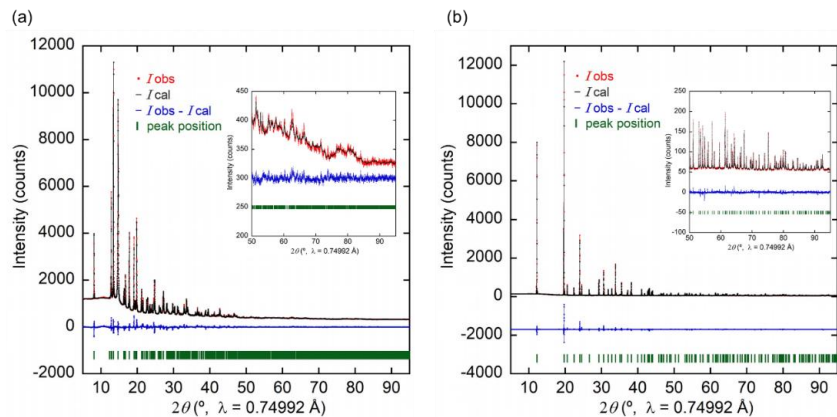 (a)
12000
10000
8000
6000
4000
2000
0
-2000
Intensity (counts)
10 20 30 40 50 60 70 80 90
2θ (º, λ = 0.74992 Å)
I obs
I cal
I obs - I cal
peak position
450
400
350
300
250
200
Intensity (counts)
50 60 70 80 90
2θ (º, λ = 0.74992 Å)
(b)
12000
10000
8000
6000
4000
2000
0
-2000
-4000
Intensity (counts)
10 20 30 40 50 60 70 80 90
2θ (º, λ = 0.74992 Å)
I obs
I cal
I obs - I cal
peak position
250
200
150
100
50
0
-50
-100
Intensity (counts)
50 60 70 80 90
2θ (º, λ = 0.74992 Å)